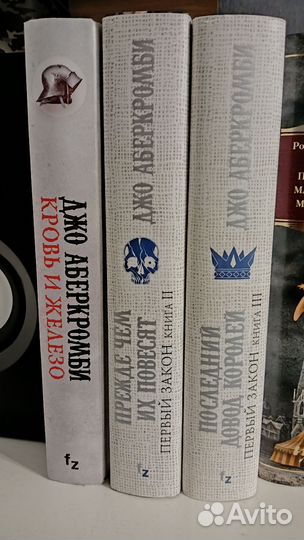 ДЖО АБЕРКРОМБИ
КРОВЬ И ЖЕЛЕЗО
fz
ДЖО АБЕРКРОМБИ
ПРЕЖДЕ ЧЕМ
ИХ ПОВЕСЯТ
ПЕРВЫЙ ЗАКОН КНИГА II
fz
ДЖО АБЕРКРОМБИ
ПОСЛЕДНИЙ
ДОВОД КОРОЛЕЙ
ПЕРВЫЙ ЗАКОН КНИГА III
fz
Avito